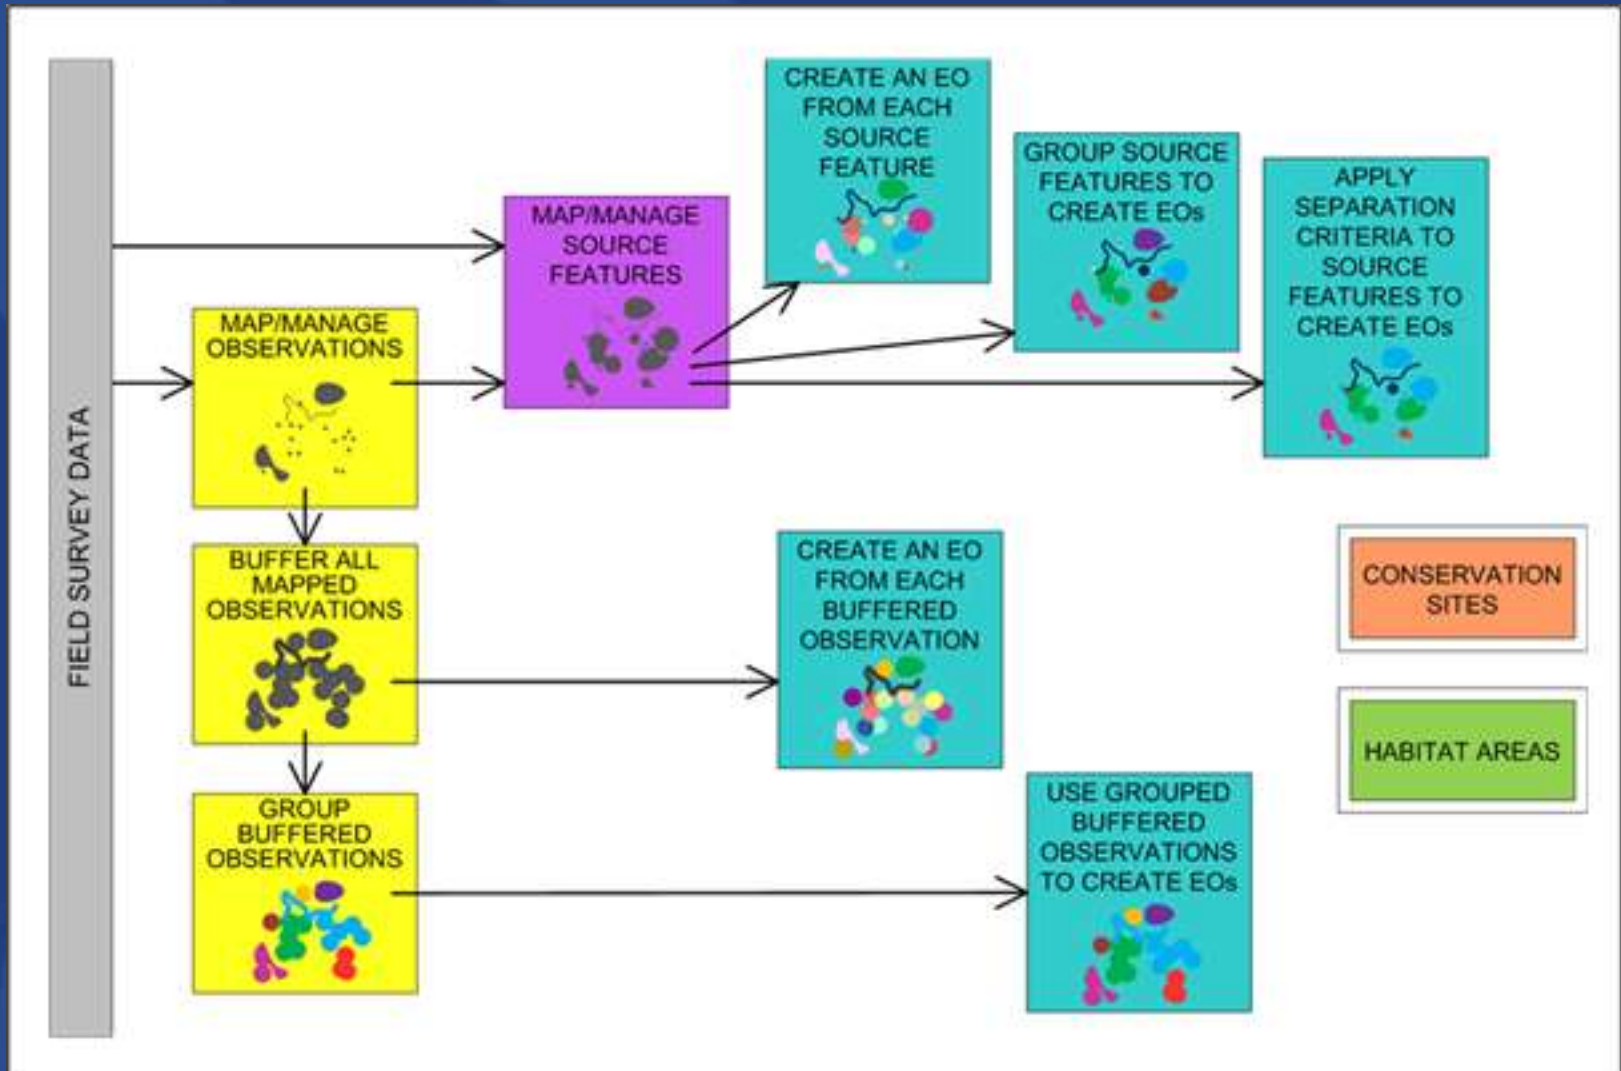 FIELD SURVEY DATA
MAP/MANAGE
OBSERVATIONS
BUFFER ALL
MAPPED
OBSERVATIONS
GROUP
BUFFERED
OBSERVATIONS
MAP/MANAGE
SOURCE
FEATURES
CREATE AN EO
FROM EACH
SOURCE
FEATURE
GROUP SOURCE
FEATURES TO
CREATE EOs
APPLY
SEPARATION
CRITERIA TO
SOURCE
FEATURES TO
CREATE EOs
CREATE AN EO
FROM EACH
BUFFERED
OBSERVATION
USE GROUPED
BUFFERED
OBSERVATIONS
TO CREATE EOs
CONSERVATION
SITES
HABITAT AREAS